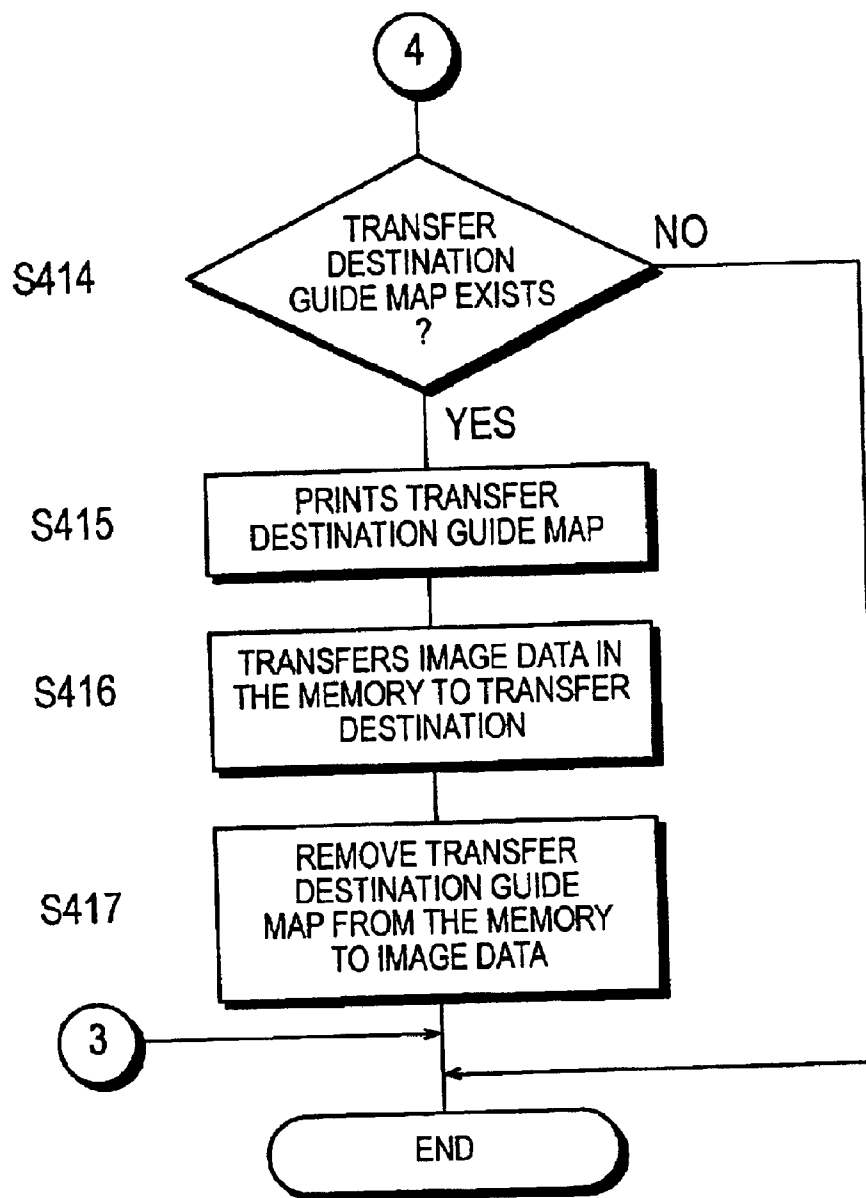 4
TRANSFER
DESTINATION
GUIDE MAP EXISTS
?
NO
S414
YES
S415
PRINTS TRANSFER
DESTINATION GUIDE MAP
S416
TRANSFERS IMAGE DATA IN
THE MEMORY TO TRANSFER
DESTINATION
S417
REMOVE TRANSFER
DESTINATION GUIDE
MAP FROM THE MEMORY
TO IMAGE DATA
3
END